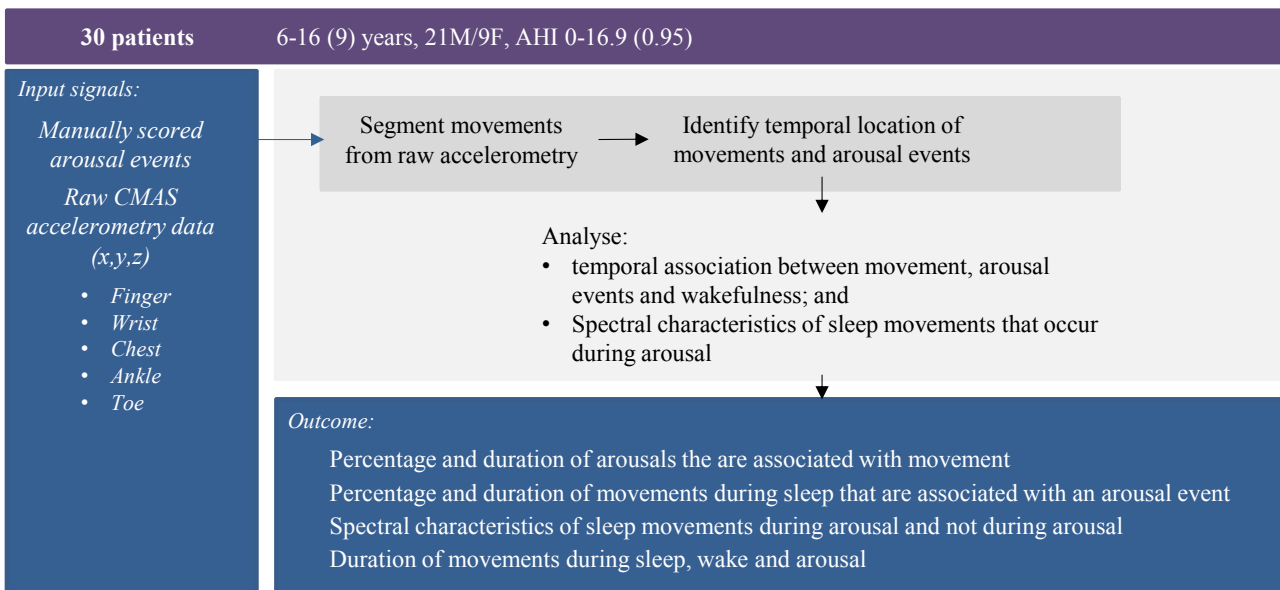 30 patients 6-16 (9) years, 21M/9F, AHI 0-16.9 (0.95)
Input signals:
Manually scored
arousal events
Raw CMAS
accelerometry data
(x,y,z)
• Finger
• Wrist
• Chest
• Ankle
• Toe
Segment movements
from raw accelerometry
Identify temporal location of
movements and arousal events
Analyse:
• temporal association between movement, arousal
events and wakefulness; and
• Spectral characteristics of sleep movements that occur
during arousal
Outcome:
Percentage and duration of arousals the are associated with movement
Percentage and duration of movements during sleep that are associated with an arousal event
Spectral characteristics of sleep movements during arousal and not during arousal
Duration of movements during sleep, wake and arousal